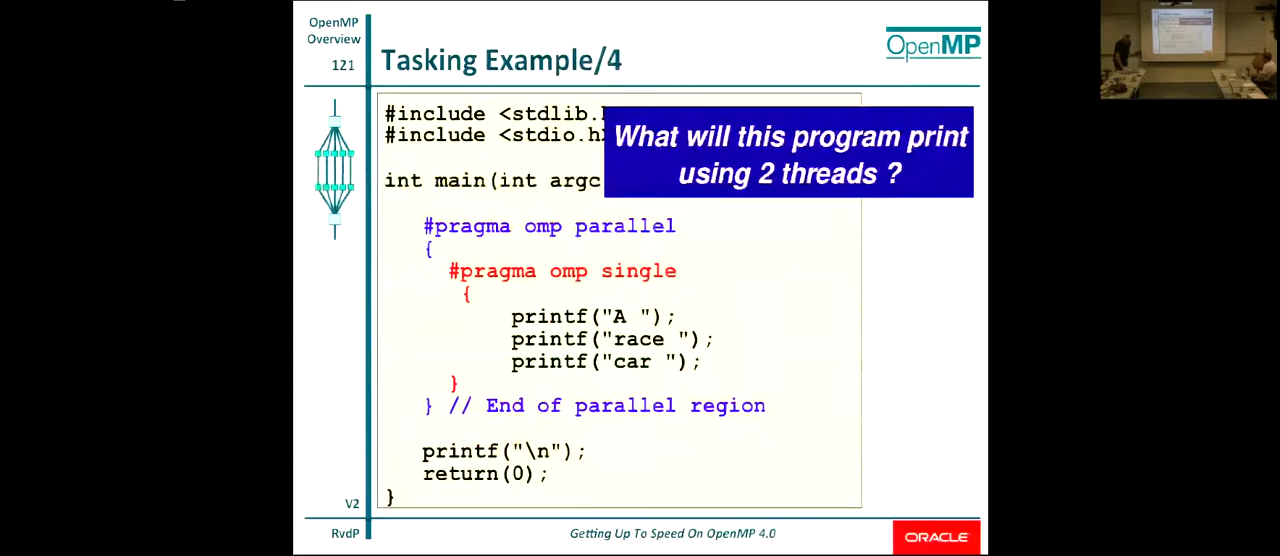 OpenMP
Overview
121
Tasking Example/4
OpenMP
#include <stdlib.h
#include <stdio.h>
What will this program print
using 2 threads ?
int main(int argc
#pragma omp parallel
{
#pragma omp single
{
printf("A ");
printf("race ");
printf("car ");
}
} // End of parallel region
printf("\n");
return(0);
}
V2
RvdP
Getting Up To Speed On OpenMP 4.0
ORACLE